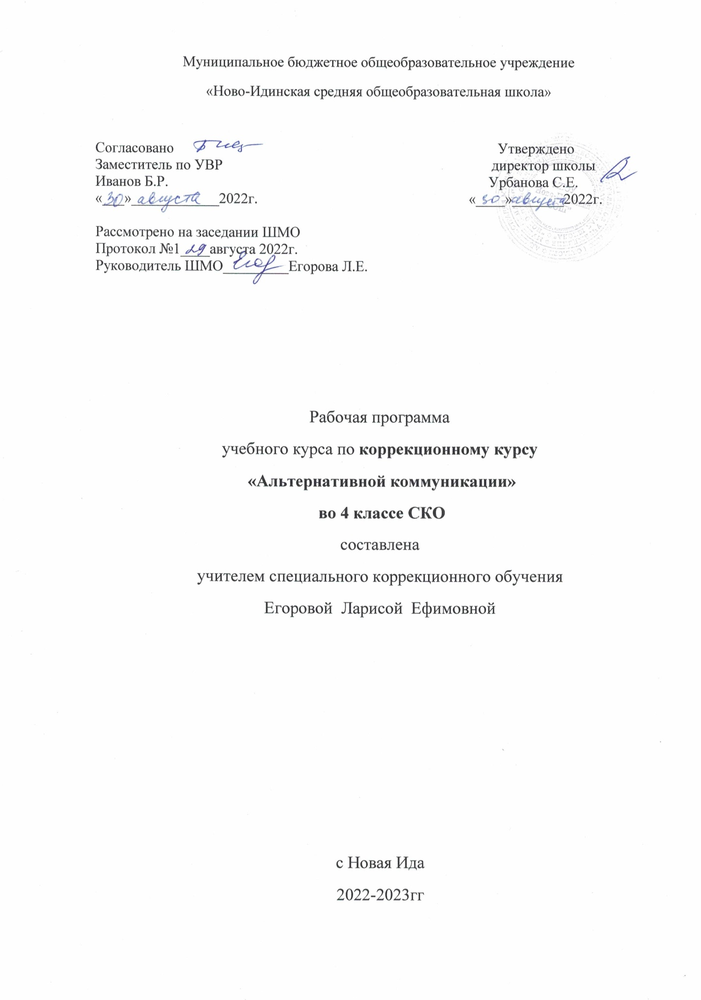 Муниципальное бюджетное общеобразовательное учреждение
«Ново-Идинская средняя общеобразовательная школа»
Согласовано
Заместитель по УВР
Иванов Б.Р.
«30» августа 2022г.
Утверждено
директор школы
Урбанова С.Е.
«30» августа 2022г.
Рассмотрено на заседании ШМО
Протокол №1 29 августа 2022г.
Руководитель ШМО Егорова Л.Е.
Рабочая программа
учебного курса по коррекционному курсу
«Альтернативной коммуникации»
во 4 классе СКО
составлена
учителем специального коррекционного обучения
Егоровой Ларисой Ефимовной
с Новая Ида
2022-2023гг